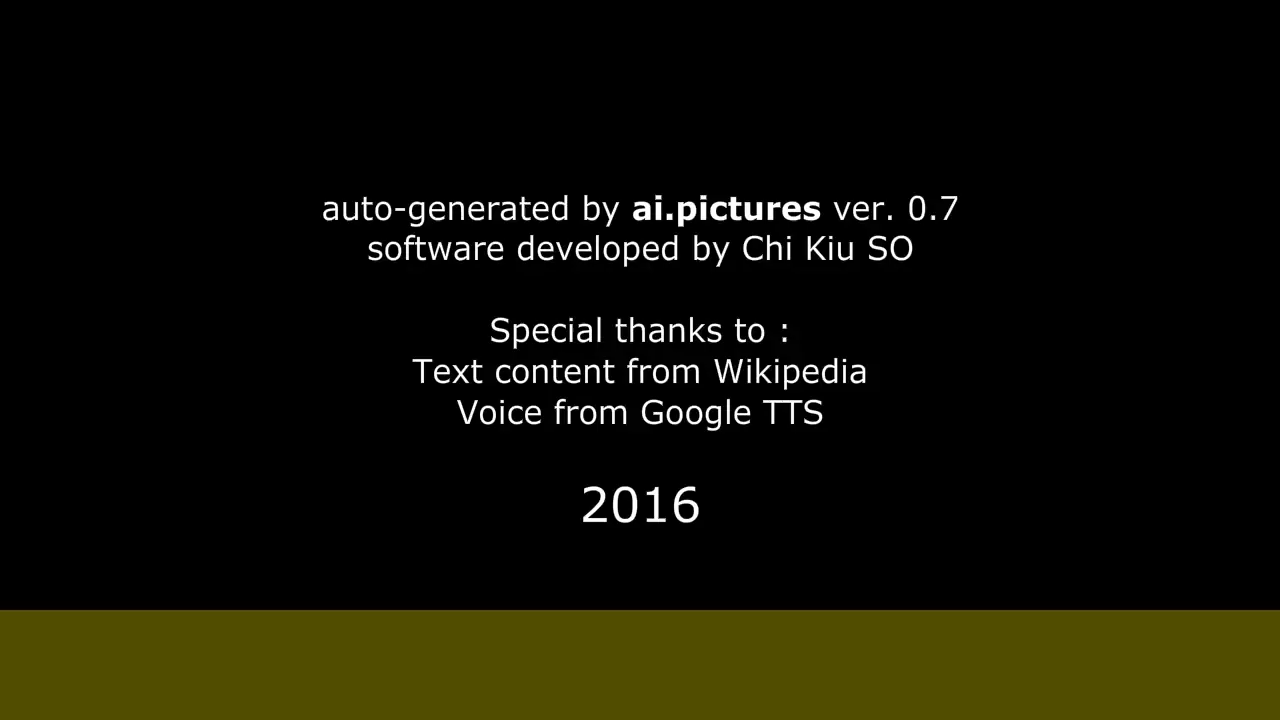 auto-generated by ai.pictures ver. 0.7
software developed by Chi Kiu SO
Special thanks to :
Text content from Wikipedia
Voice from Google TTS
2016